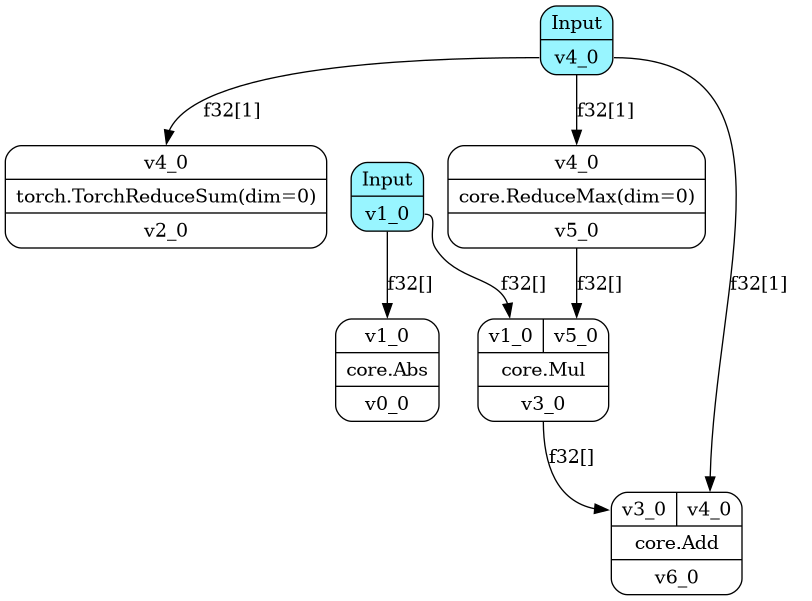 Input
v4_0
f32[1]
f32[1]
v4_0
torch.TorchReduceSum(dim=0)
v2_0
Input
v1_0
v4_0
core.ReduceMax(dim=0)
v5_0
f32[]
f32[]
f32[]
f32[1]
v1_0
core.Abs
v0_0
v1_0 v5_0
core.Mul
v3_0
f32[]
v3_0 v4_0
core.Add
v6_0